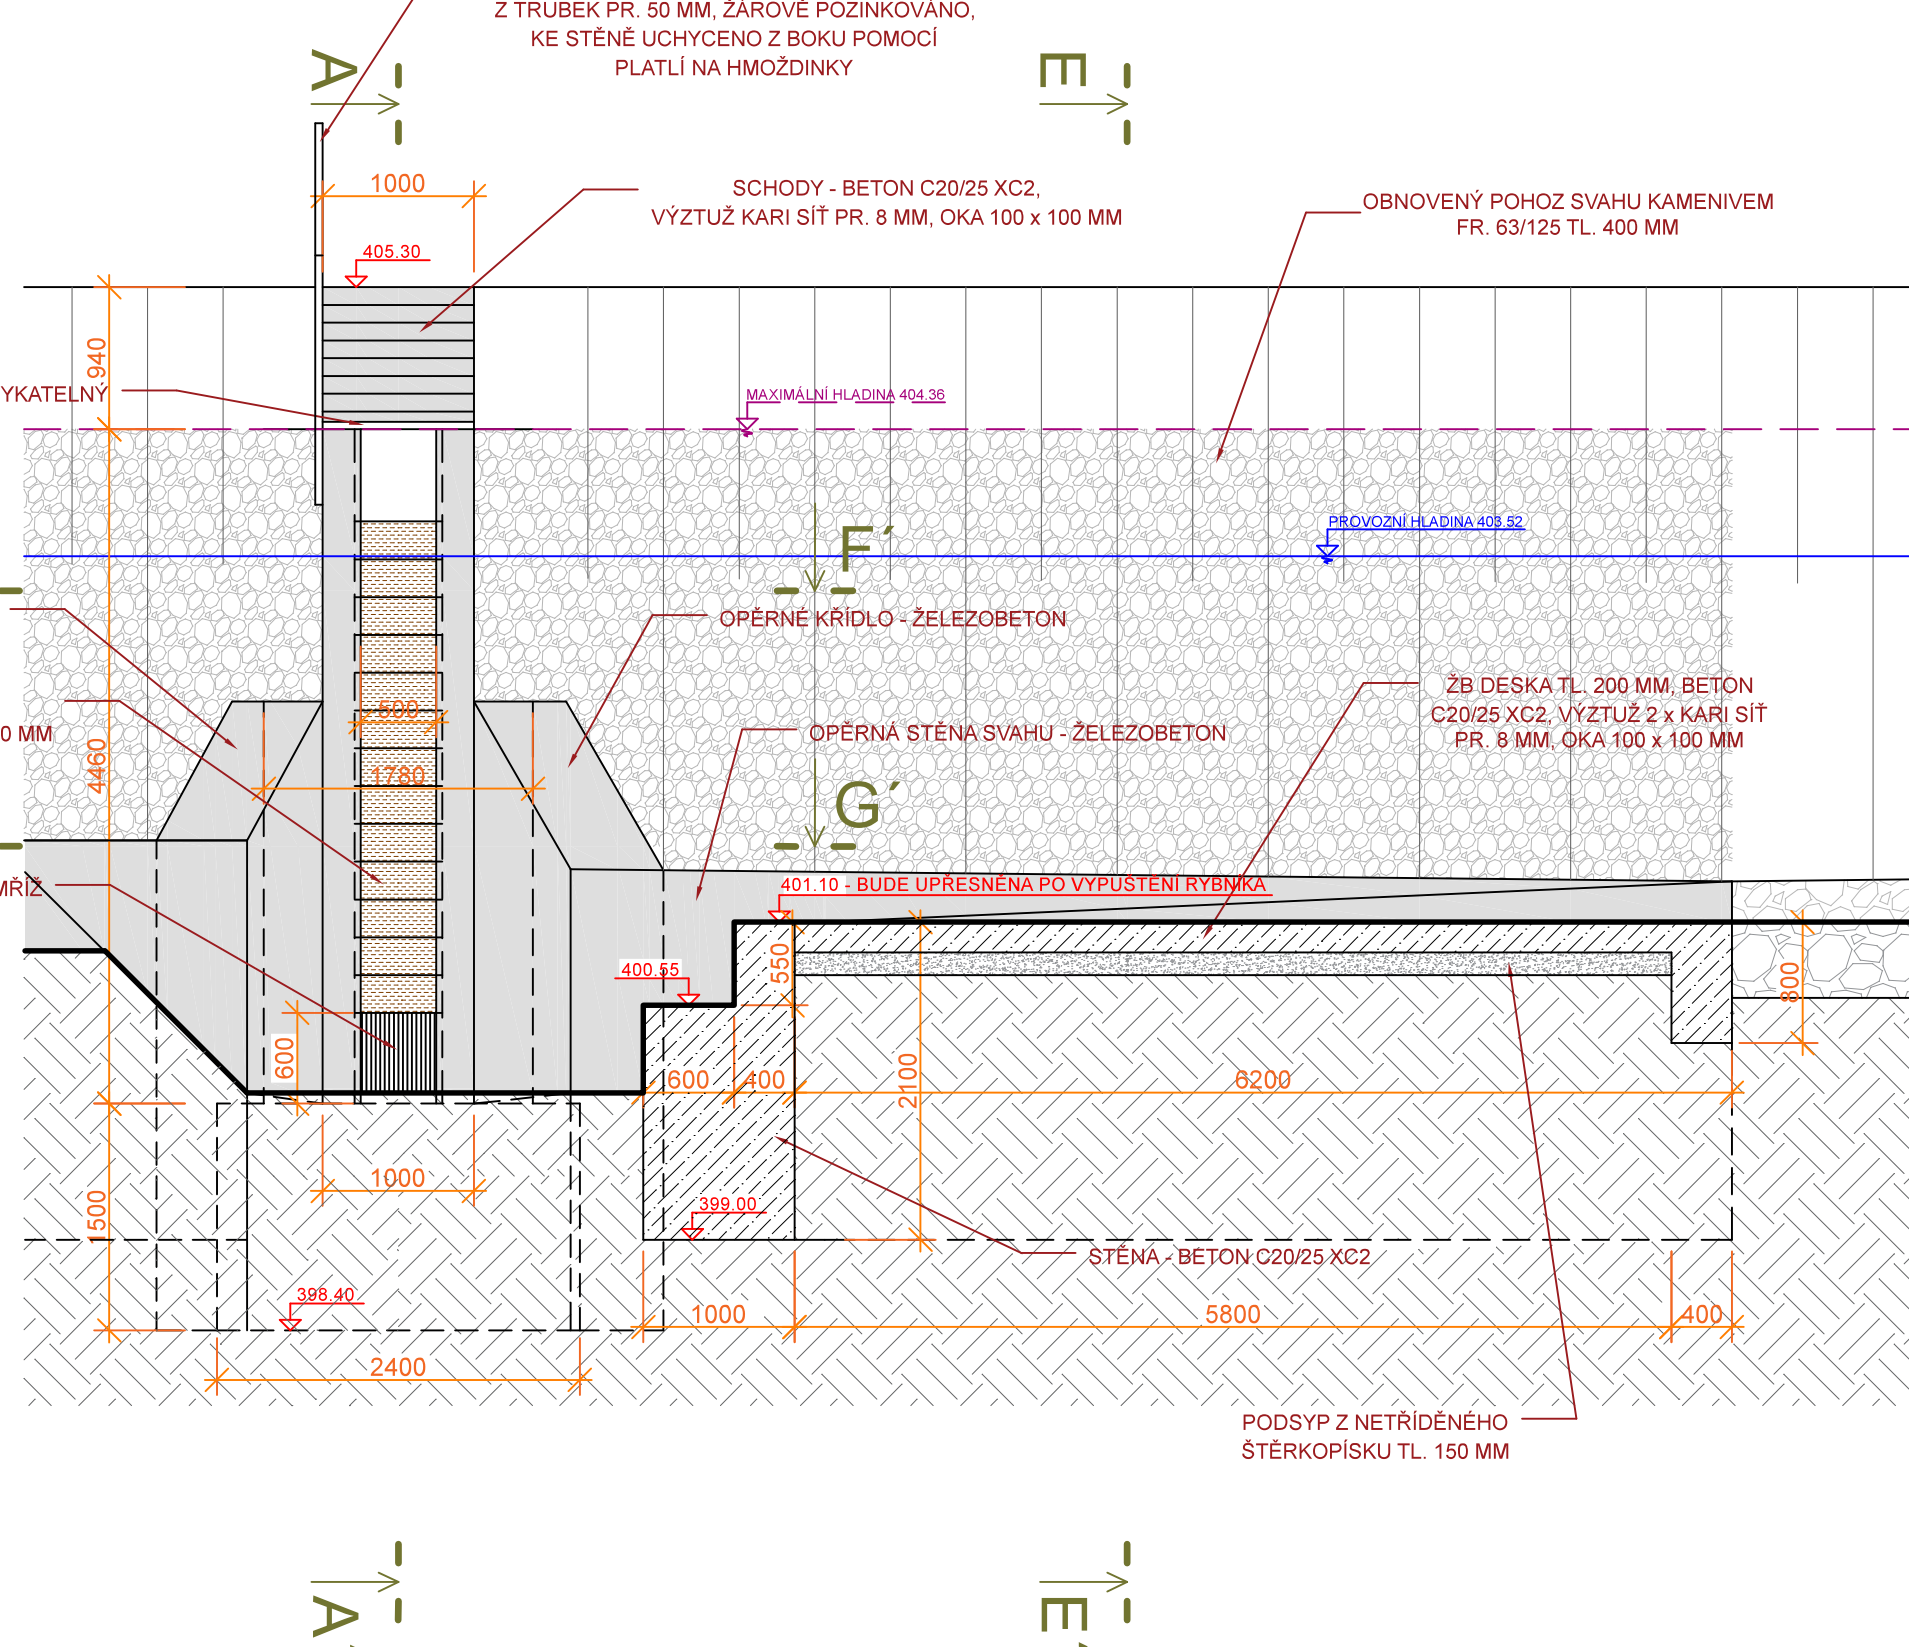 Z TRUBEK PR. 50 MM, ŽÁROVĚ POZINKOVÁNO,
KE STĚNĚ UCHYCENO Z BOKU POMOCÍ
PLATLÍ NA HMOŽDINKY
A
E
1000
SCHODY - BETON C20/25 XC2,
VÝZTUŽ KARI SÍŤ PR. 8 MM, OKA 100 x 100 MM
OBNOVENÝ POHOZ SVAHU KAMENIVEM
FR. 63/125 TL. 400 MM
405.30
940
YKATELNÝ
MAXIMÁLNÍ HLADINA 404.36
PROVOZNÍ HLADINA 403.52
F´
OPĚRNÉ KŘÍDLO - ŽELEZOBETON
ŽB DESKA TL. 200 MM, BETON
C20/25 XC2, VÝZTUŽ 2 x KARI SÍŤ
PR. 8 MM, OKA 100 x 100 MM
500
0 MM
OPĚRNÁ STĚNA SVAHU - ŽELEZOBETON
4460
1780
G´
MŘÍŽ
401.10 - BUDE UPŘESNĚNA PO VYPUŠTĚNÍ RYBNÍKA
400.55
550
800
600
600
400
2100
6200
1000
1500
399.00
STĚNA - BETON C20/25 XC2
398.40
1000
5800
400
2400
PODSYP Z NETŘÍDĚNÉHO
ŠTĚRKOPÍSKU TL. 150 MM
A´
E´